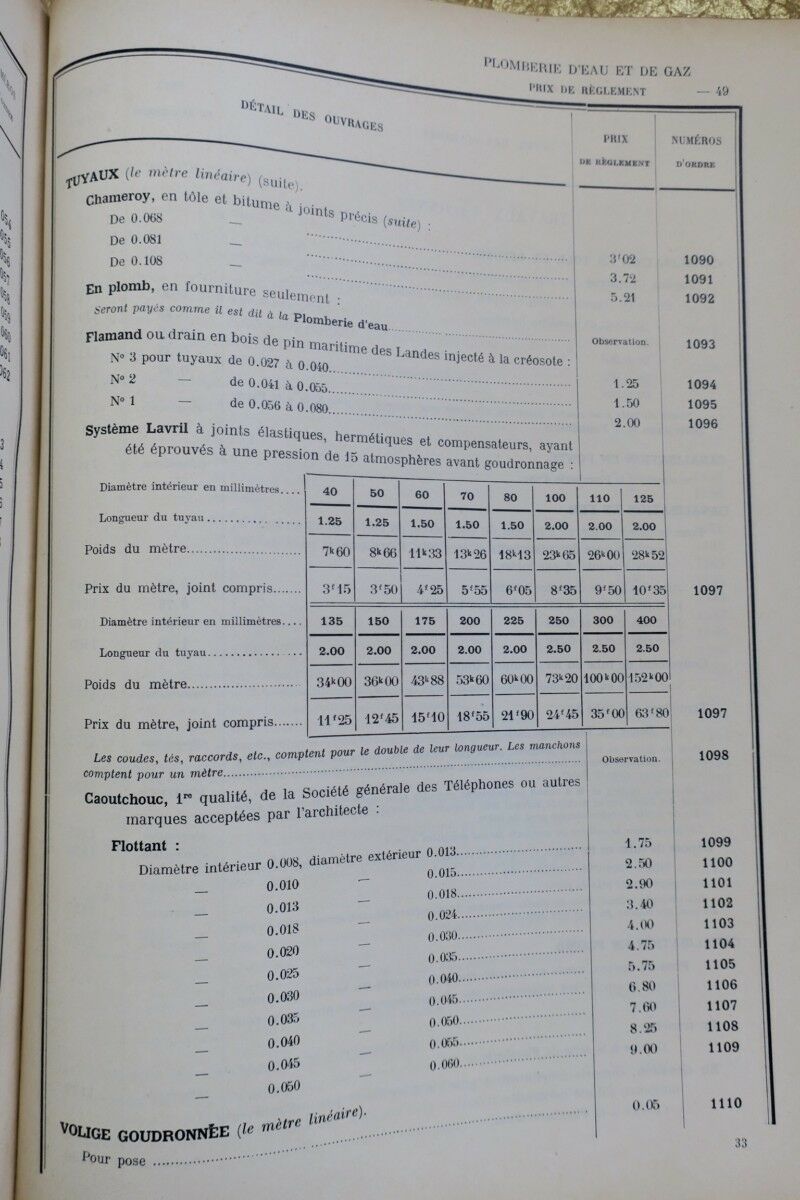 PLOMBERIE D'EAU ET DE GAZ
PRIX DE RÈGLEMENT — 49
DÉTAIL DES OUVRAGES
PRIX DE RÈGLEMENT
NUMÉROS D'ORDRE
TUYAUX (le mètre linéaire) (suite).
Chameroy, en tôle et bitume à joints précis (suite) :
De 0.068 — 3f02 1090
De 0.081 — 3.72 1091
De 0.108 — 5.21 1092
En plomb, en fourniture seulement :
Seront payés comme il est dit à la Plomberie d'eau Observation. 1093
Flamand ou drain en bois de pin maritime des Landes injecté à la créosote :
No 3 pour tuyaux de 0.027 à 0.040 1.25 1094
No 2 — de 0.041 à 0.055 1.50 1095
No 1 — de 0.056 à 0.080 2.00 1096
Système Lavril à joints élastiques, hermétiques et compensateurs, ayant
été éprouvés à une pression de 15 atmosphères avant goudronnage :
Diamètre intérieur en millimètres.... 40 50 60 70 80 100 110 125
Longueur du tuyau 1.25 1.25 1.50 1.50 1.50 2.00 2.00 2.00
Poids du mètre 7k60 8k66 11k33 13k26 18k13 23k65 26k00 28k52
Prix du mètre, joint compris 3f15 3f50 4f25 5f55 6f05 8f35 9f50 10f35 1097
Diamètre intérieur en millimètres.... 135 150 175 200 225 250 300 400
Longueur du tuyau 2.00 2.00 2.00 2.00 2.00 2.50 2.50 2.50
Poids du mètre 34k00 36k00 43k88 53k60 60k00 73k20 100k00 152k00
Prix du mètre, joint compris 11f25 12f45 15f10 18f55 21f90 24f45 35f00 63f80 1097
Les coudes, tés, raccords, etc., comptent pour le double de leur longueur. Les manchons
comptent pour un mètre Observation. 1098
Caoutchouc, 1re qualité, de la Société générale des Téléphones ou autres
marques acceptées par l'architecte :
Flottant :
Diamètre intérieur 0.008, diamètre extérieur 0.013 1.75 1099
— 0.010 — 0.015 2.50 1100
— 0.013 — 0.018 2.90 1101
— 0.018 — 0.024 3.40 1102
— 0.020 — 0.030 4.00 1103
— 0.025 — 0.035 4.75 1104
— 0.030 — 0.040 5.75 1105
— 0.035 — 0.045 6.80 1106
— 0.040 — 0.050 7.60 1107
— 0.045 — 0.055 8.25 1108
— 0.050 — 0.060 9.00 1109
VOLIGE GOUDRONNÉE (le mètre linéaire).
Pour pose 0.05 1110
33